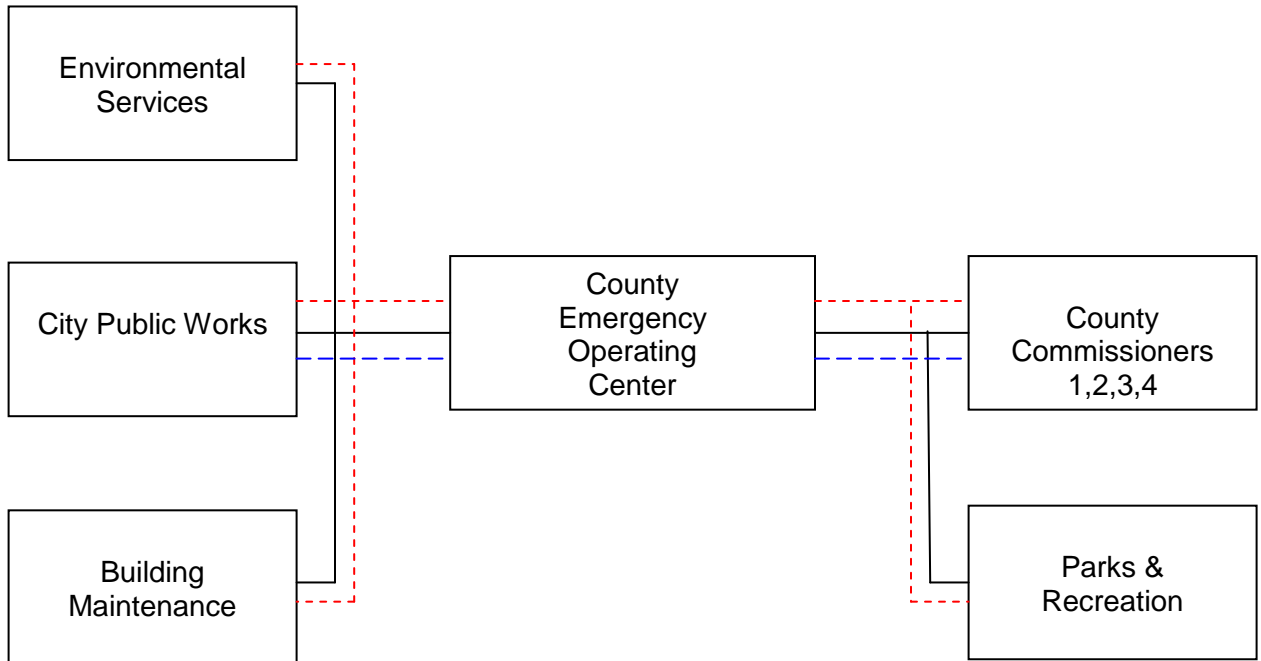 Environmental
Services
City Public Works
Building
Maintenance
County
Emergency
Operating
Center
County
Commissioners
1,2,3,4
Parks &
Recreation